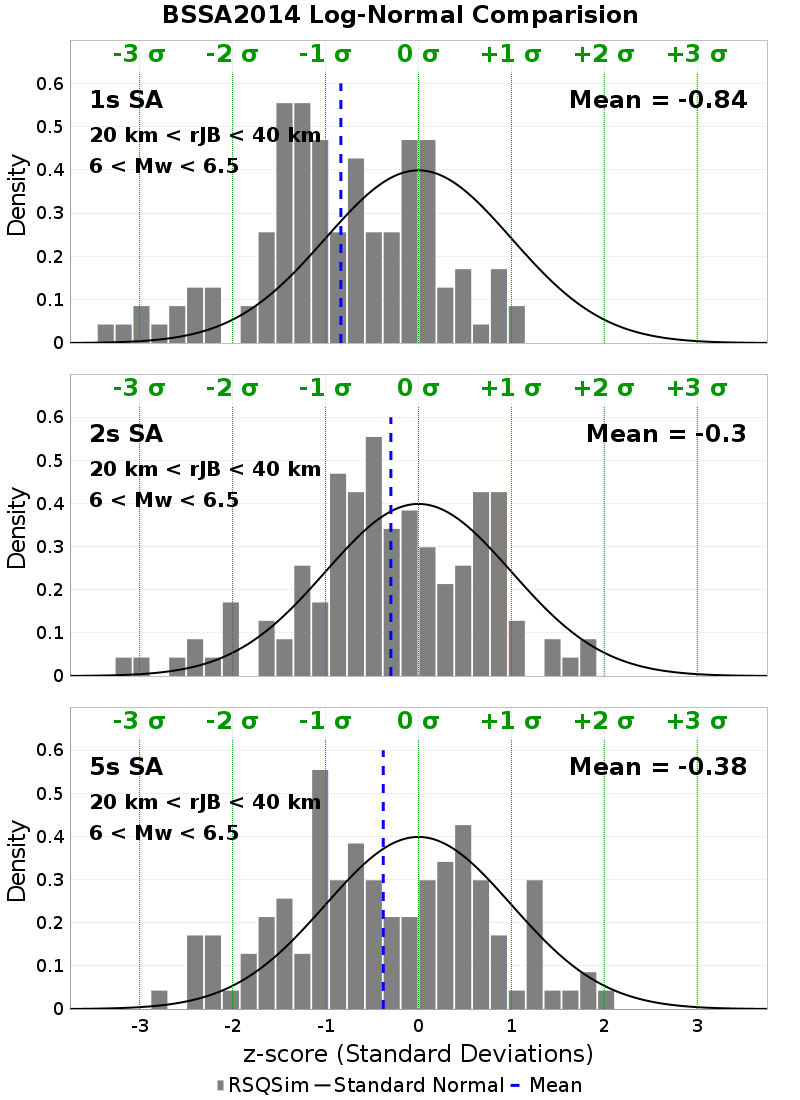 BSSA2014 Log-Normal Comparision
-3 σ -2 σ -1 σ 0 σ +1 σ +2 σ +3 σ
1s SA
Mean = -0.84
20 km < rJB < 40 km
6 < Mw < 6.5
0.6
0.5
0.4
0.3
0.2
0.1
0
Density
-3 σ -2 σ -1 σ 0 σ +1 σ +2 σ +3 σ
2s SA
Mean = -0.3
20 km < rJB < 40 km
6 < Mw < 6.5
0.6
0.5
0.4
0.3
0.2
0.1
0
Density
-3 σ -2 σ -1 σ 0 σ +1 σ +2 σ +3 σ
5s SA
Mean = -0.38
20 km < rJB < 40 km
6 < Mw < 6.5
0.6
0.5
0.4
0.3
0.2
0.1
0
Density
-3 -2 -1 0 1 2 3
z-score (Standard Deviations)
RSQSim Standard Normal Mean